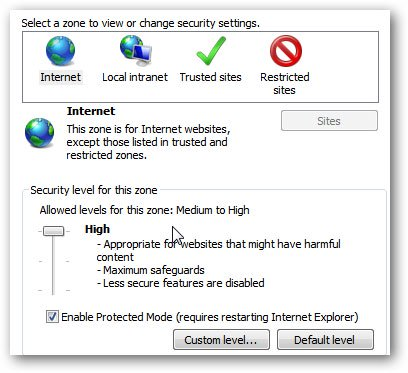 Select a zone to view or change security settings.
Internet
Local intranet
Trusted sites
Restricted
sites
Internet
This zone is for Internet websites,
except those listed in trusted and
restricted zones.
Sites
Security level for this zone
Allowed levels for this zone: Medium to High
High
- Appropriate for websites that might have harmful
content
- Maximum safeguards
- Less secure features are disabled
Enable Protected Mode (requires restarting Internet Explorer)
Custom level...
Default level